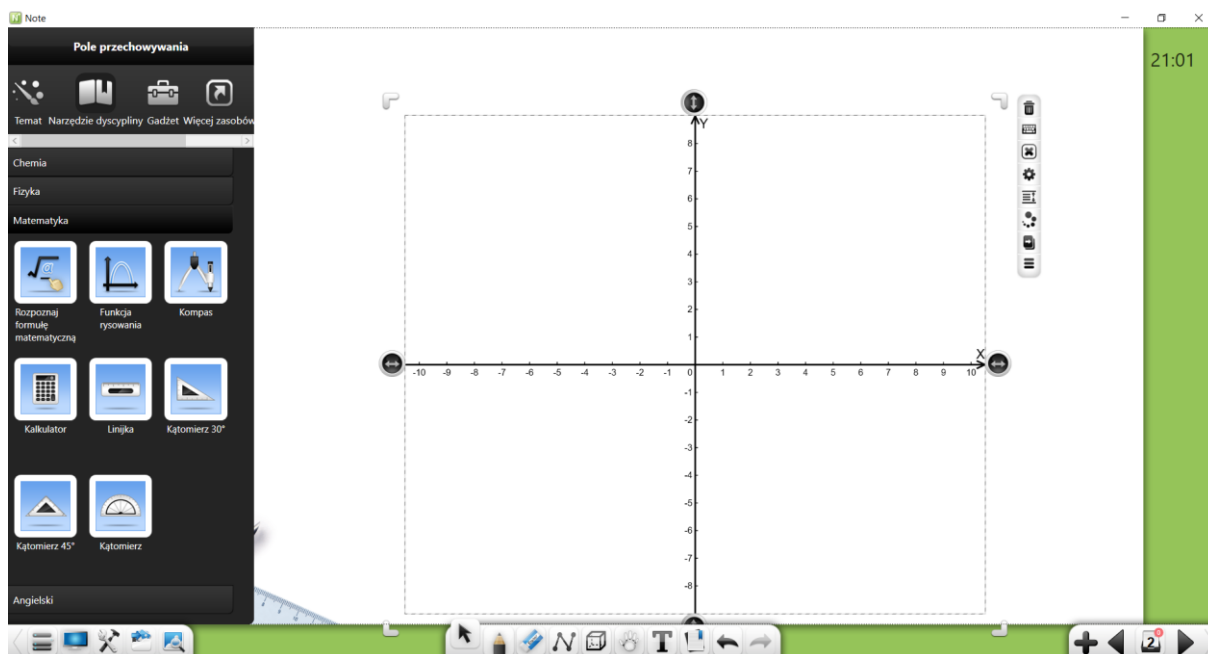 Note
Pole przechowywania
Temat Narzędzie dyscypliny Gadżet Więcej zasobów
Chemia
Fizyka
Matematyka
Rozpoznaj
formułę
matematyczną
Funkcja
rysowania
Kompas
Kalkulator
Linijka
Kątomierz 30°
Kątomierz 45°
Kątomierz
Angielski
21:01
Y
8
7
6
5
4
3
2
1
X
-10 -9 -8 -7 -6 -5 -4 -3 -2 -1 0 1 2 3 4 5 6 7 8 9 10
-1
-2
-3
-4
-5
-6
-7
-8
T
2